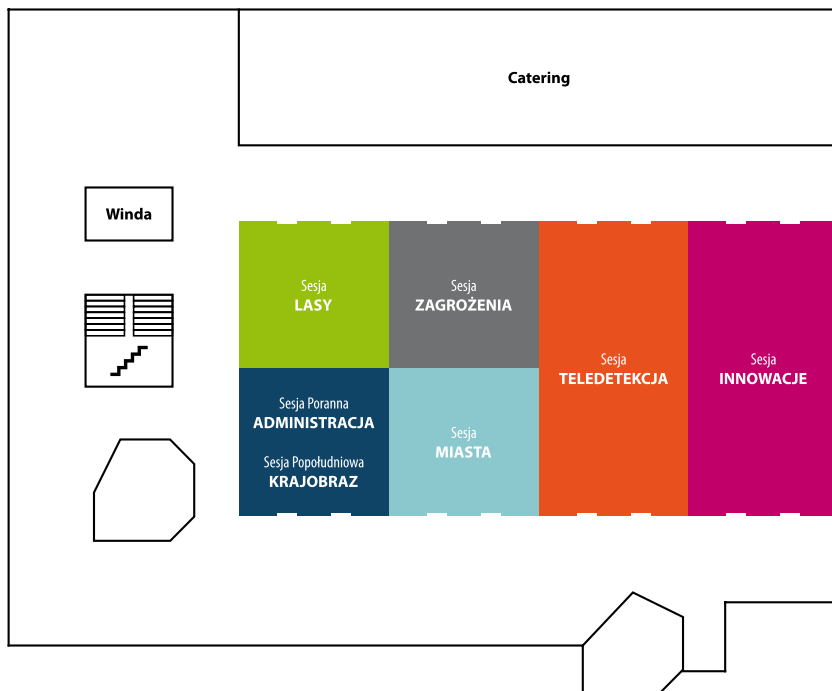 Catering
Winda
Sesja
LASY
Sesja
ZAGROŻENIA
Sesja
TELEDETEKCJA
Sesja
INNOWACJE
Sesja Poranna
ADMINISTRACJA
Sesja Popołudniowa
KRAJOBRAZ
Sesja
MIASTA